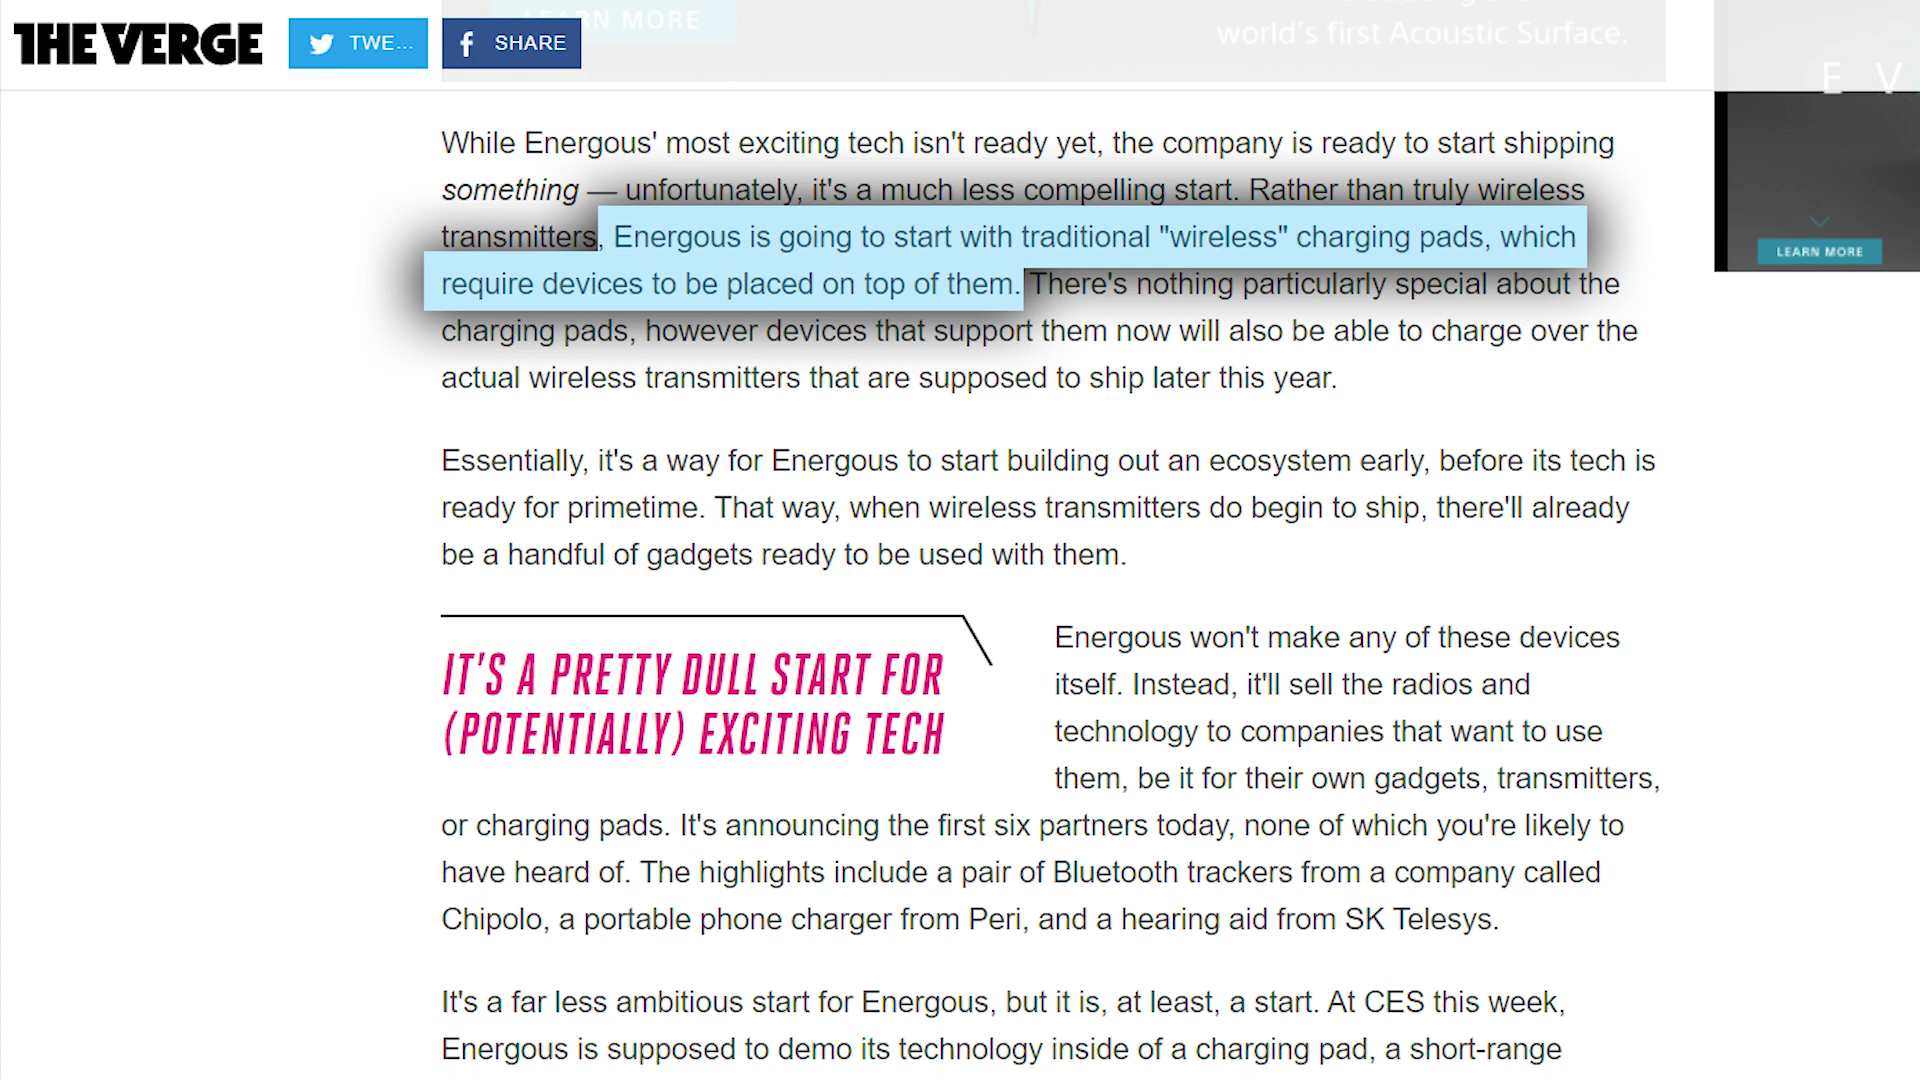 THE VERGE
TWE...
SHARE
LEARN MORE
world's first Acoustic Surface.
E V
While Energous' most exciting tech isn't ready yet, the company is ready to start shipping
something — unfortunately, it's a much less compelling start. Rather than truly wireless
transmitters, Energous is going to start with traditional "wireless" charging pads, which
require devices to be placed on top of them. There's nothing particularly special about the
charging pads, however devices that support them now will also be able to charge over the
actual wireless transmitters that are supposed to ship later this year.
LEARN MORE
Essentially, it's a way for Energous to start building out an ecosystem early, before its tech is
ready for primetime. That way, when wireless transmitters do begin to ship, there'll already
be a handful of gadgets ready to be used with them.
IT'S A PRETTY DULL START FOR
(POTENTIALLY) EXCITING TECH
Energous won't make any of these devices
itself. Instead, it'll sell the radios and
technology to companies that want to use
them, be it for their own gadgets, transmitters,
or charging pads. It's announcing the first six partners today, none of which you're likely to
have heard of. The highlights include a pair of Bluetooth trackers from a company called
Chipolo, a portable phone charger from Peri, and a hearing aid from SK Telesys.
It's a far less ambitious start for Energous, but it is, at least, a start. At CES this week,
Energous is supposed to demo its technology inside of a charging pad, a short-range